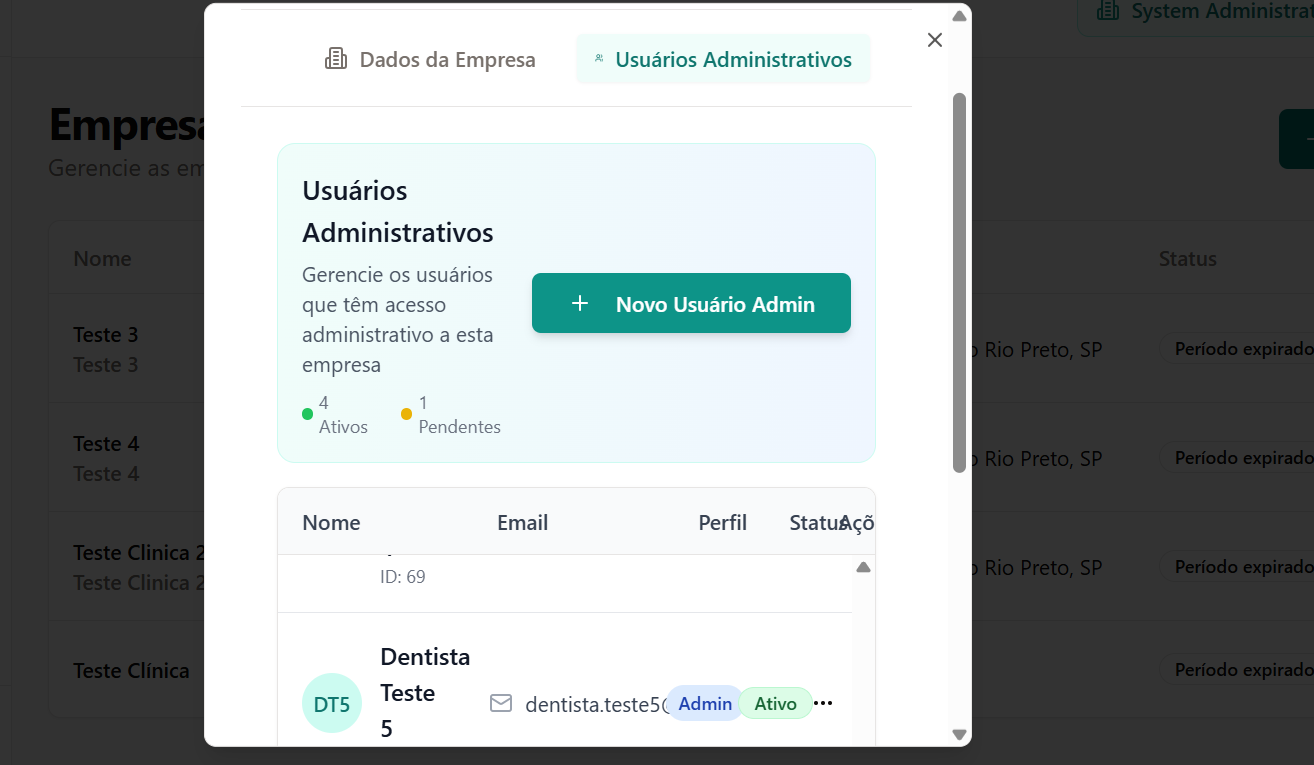 System Administrat
Dados da Empresa
Usuários Administrativos
Empresa
Gerencie as em
Usuários
Administrativos
Gerencie os usuários
que têm acesso
administrativo a esta
empresa
Novo Usuário Admin
4
Ativos
1
Pendentes
Nome
Status
Teste 3
Teste 3
Rio Preto, SP
Período expirado
Teste 4
Teste 4
Rio Preto, SP
Período expirado
Teste Clinica 2
Teste Clinica 2
Rio Preto, SP
Período expirado
Teste Clínica
Período expirado
Nome
Email
Perfil
Status
Açõ
ID: 69
DT5
Dentista
Teste
5
dentista.teste5@
Admin
Ativo